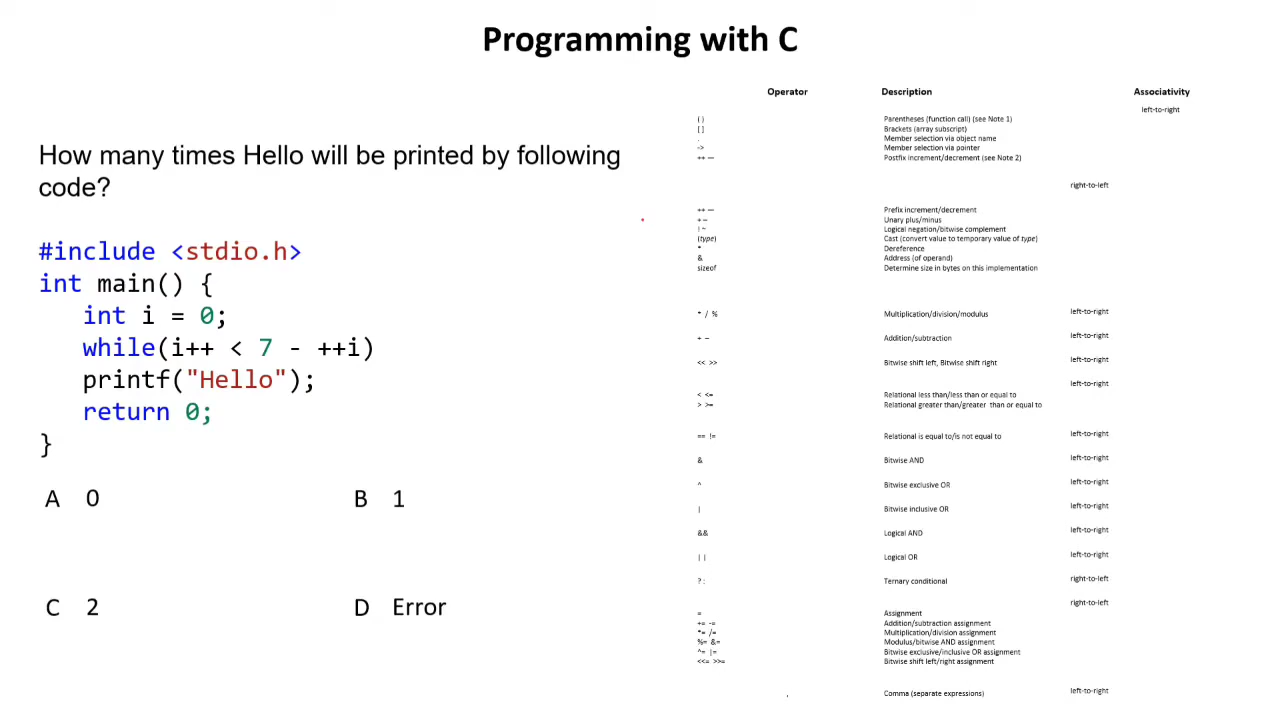 Programming with C
How many times Hello will be printed by following
code?
#include <stdio.h>
int main() {
int i = 0;
while(i++ < 7 - ++i)
printf("Hello");
return 0;
}
A 0 B 1
C 2 D Error
Operator Description Associativity
left-to-right
( ) Parentheses (function call) (see Note 1)
[ ] Brackets (array subscript)
. Member selection via object name
-> Member selection via pointer
++ — Postfix increment/decrement (see Note 2)
right-to-left
++ — Prefix increment/decrement
+ – Unary plus/minus
! ~ Logical negation/bitwise complement
(type) Cast (convert value to temporary value of type)
* Dereference
& Address (of operand)
sizeof Determine size in bytes on this implementation
* / % Multiplication/division/modulus left-to-right
+ – Addition/subtraction left-to-right
<< >> Bitwise shift left, Bitwise shift right left-to-right
left-to-right
< <= Relational less than/less than or equal to
> >= Relational greater than/greater than or equal to
== != Relational is equal to/is not equal to left-to-right
& Bitwise AND left-to-right
^ Bitwise exclusive OR left-to-right
| Bitwise inclusive OR left-to-right
&& Logical AND left-to-right
| | Logical OR left-to-right
? : Ternary conditional right-to-left
right-to-left
= Assignment
+= -= Addition/subtraction assignment
*= /= Multiplication/division assignment
%= &= Modulus/bitwise AND assignment
^= |= Bitwise exclusive/inclusive OR assignment
<<= >>= Bitwise shift left/right assignment
, Comma (separate expressions) left-to-right